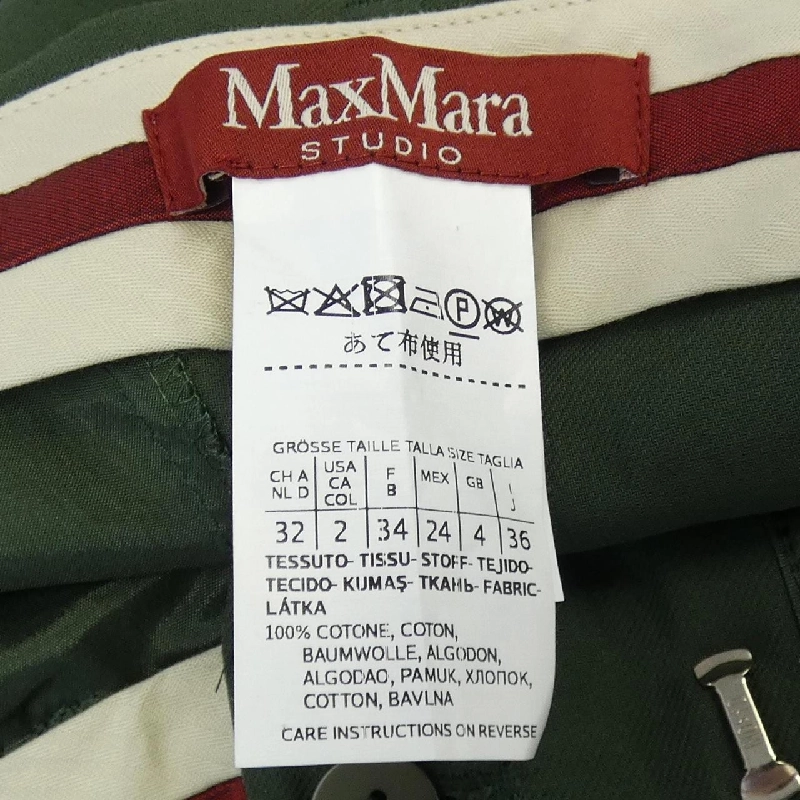 MaxMara
STUDIO
P W
あて布使用
GRÖSSE TAILLE TALLA SIZE TAGLIA
CH A NL D USA CA COL F B MEX GB I J
32 2 34 24 4 36
TESSUTO- TISSU- STOFF- TEJIDO-
TECIDO- KUMAŞ- ТКАНЬ- FABRIC-
LÁTKA
100% COTONE, COTON,
BAUMWOLLE, ALGODON,
ALGODAO, PAMUK, ХЛОПОК,
COTTON, BAVLNA
CARE INSTRUCTIONS ON REVERSE